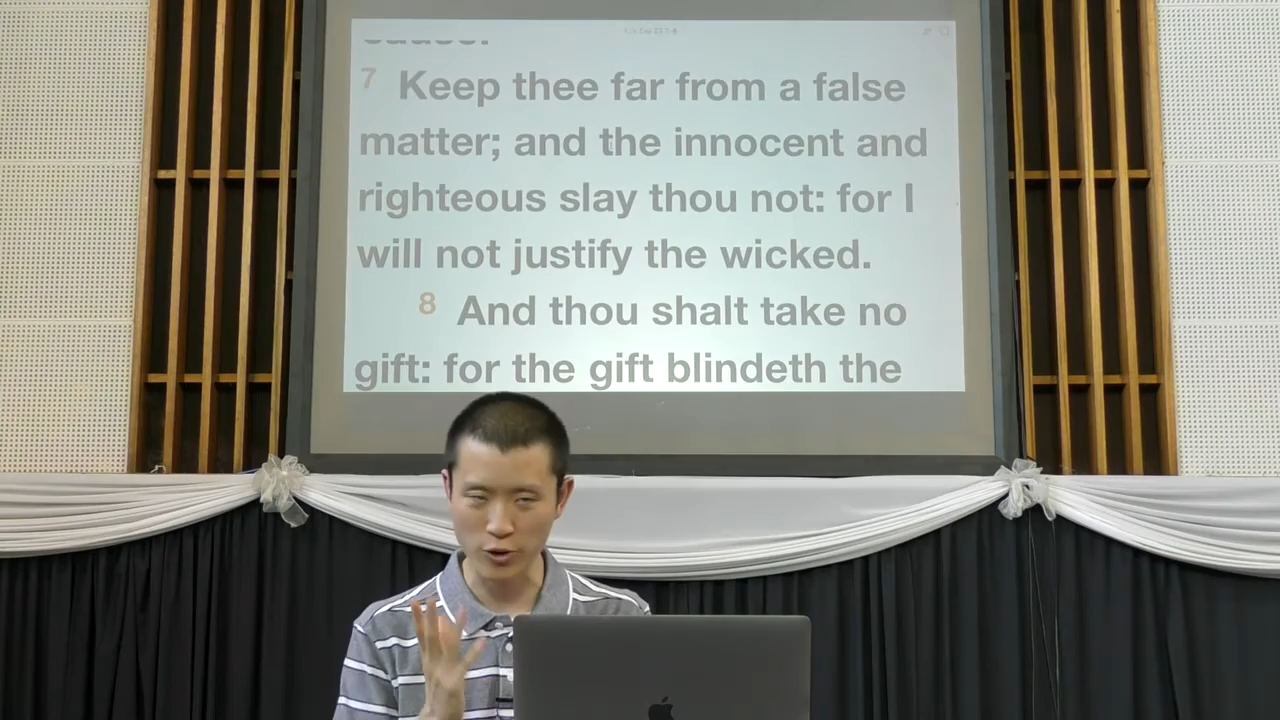 7 Keep thee far from a false
matter; and the innocent and
righteous slay thou not: for I
will not justify the wicked.
8 And thou shalt take no
gift: for the gift blindeth the